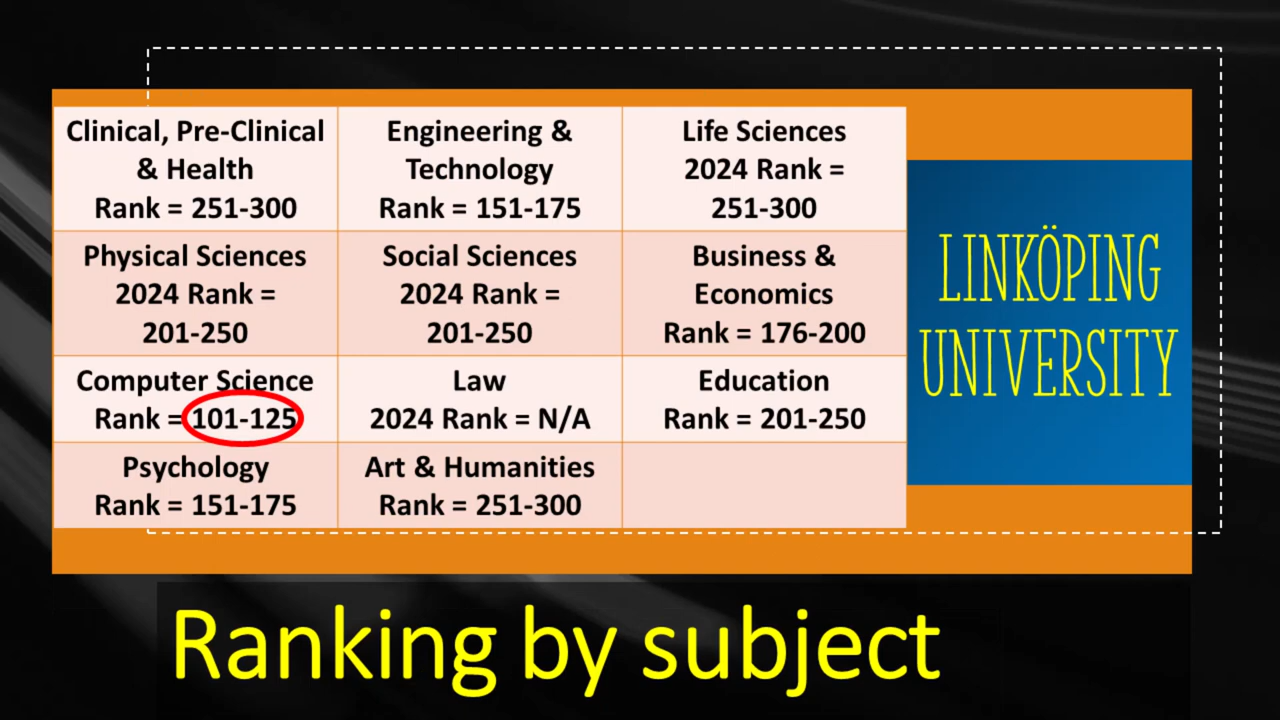 Clinical, Pre-Clinical
& Health
Rank = 251-300
Engineering &
Technology
Rank = 151-175
Life Sciences
2024 Rank =
251-300
Physical Sciences
2024 Rank =
201-250
Social Sciences
2024 Rank =
201-250
Business &
Economics
Rank = 176-200
Computer Science
Rank = 101-125
Law
2024 Rank = N/A
Education
Rank = 201-250
Psychology
Rank = 151-175
Art & Humanities
Rank = 251-300
LINKÖPING
UNIVERSITY
Ranking by subject